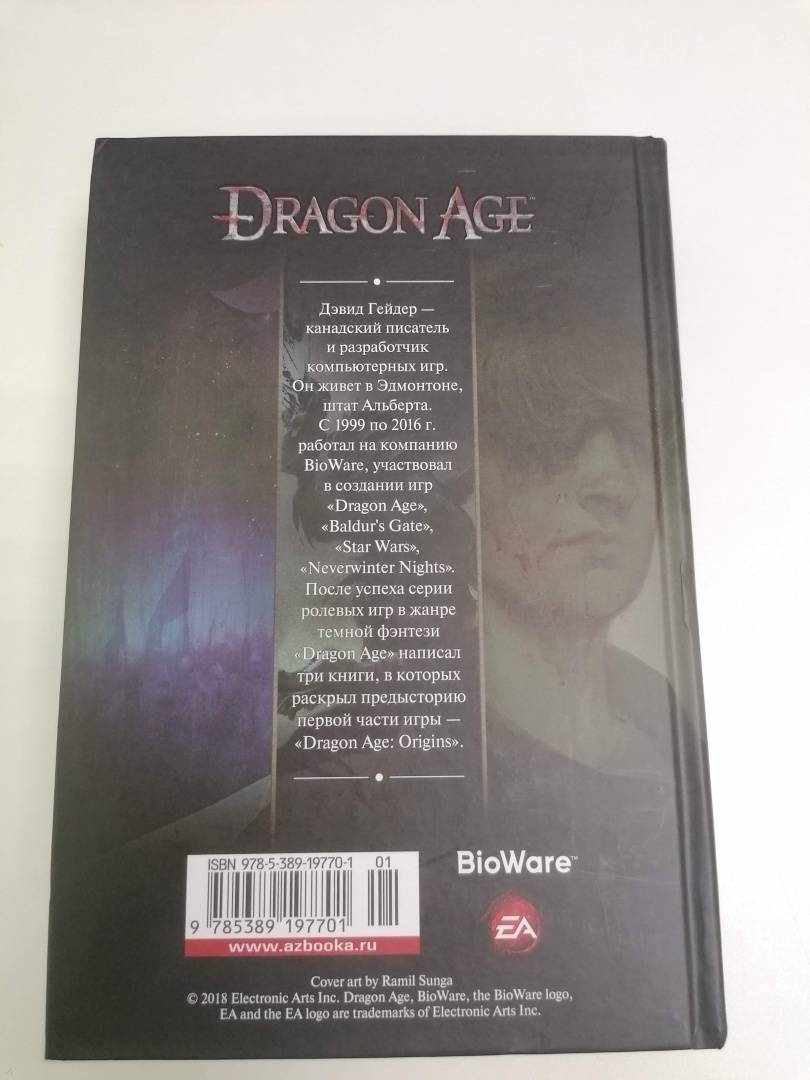 DRAGON AGE™
Дэвид Гейдер —
канадский писатель
и разработчик
компьютерных игр.
Он живет в Эдмонтоне,
штат Альберта.
С 1999 по 2016 г.
работал на компанию
BioWare, участвовал
в создании игр
«Dragon Age»,
«Baldur's Gate»,
«Star Wars»,
«Neverwinter Nights».
После успеха серии
ролевых игр в жанре
темной фэнтези
«Dragon Age» написал
три книги, в которых
раскрыл предысторию
первой части игры —
«Dragon Age: Origins».
ISBN 978-5-389-19770-1 01
9 785389 197701
www.azbooka.ru
BioWare™
EA
Cover art by Ramil Sunga
© 2018 Electronic Arts Inc. Dragon Age, BioWare, the BioWare logo,
EA and the EA logo are trademarks of Electronic Arts Inc.